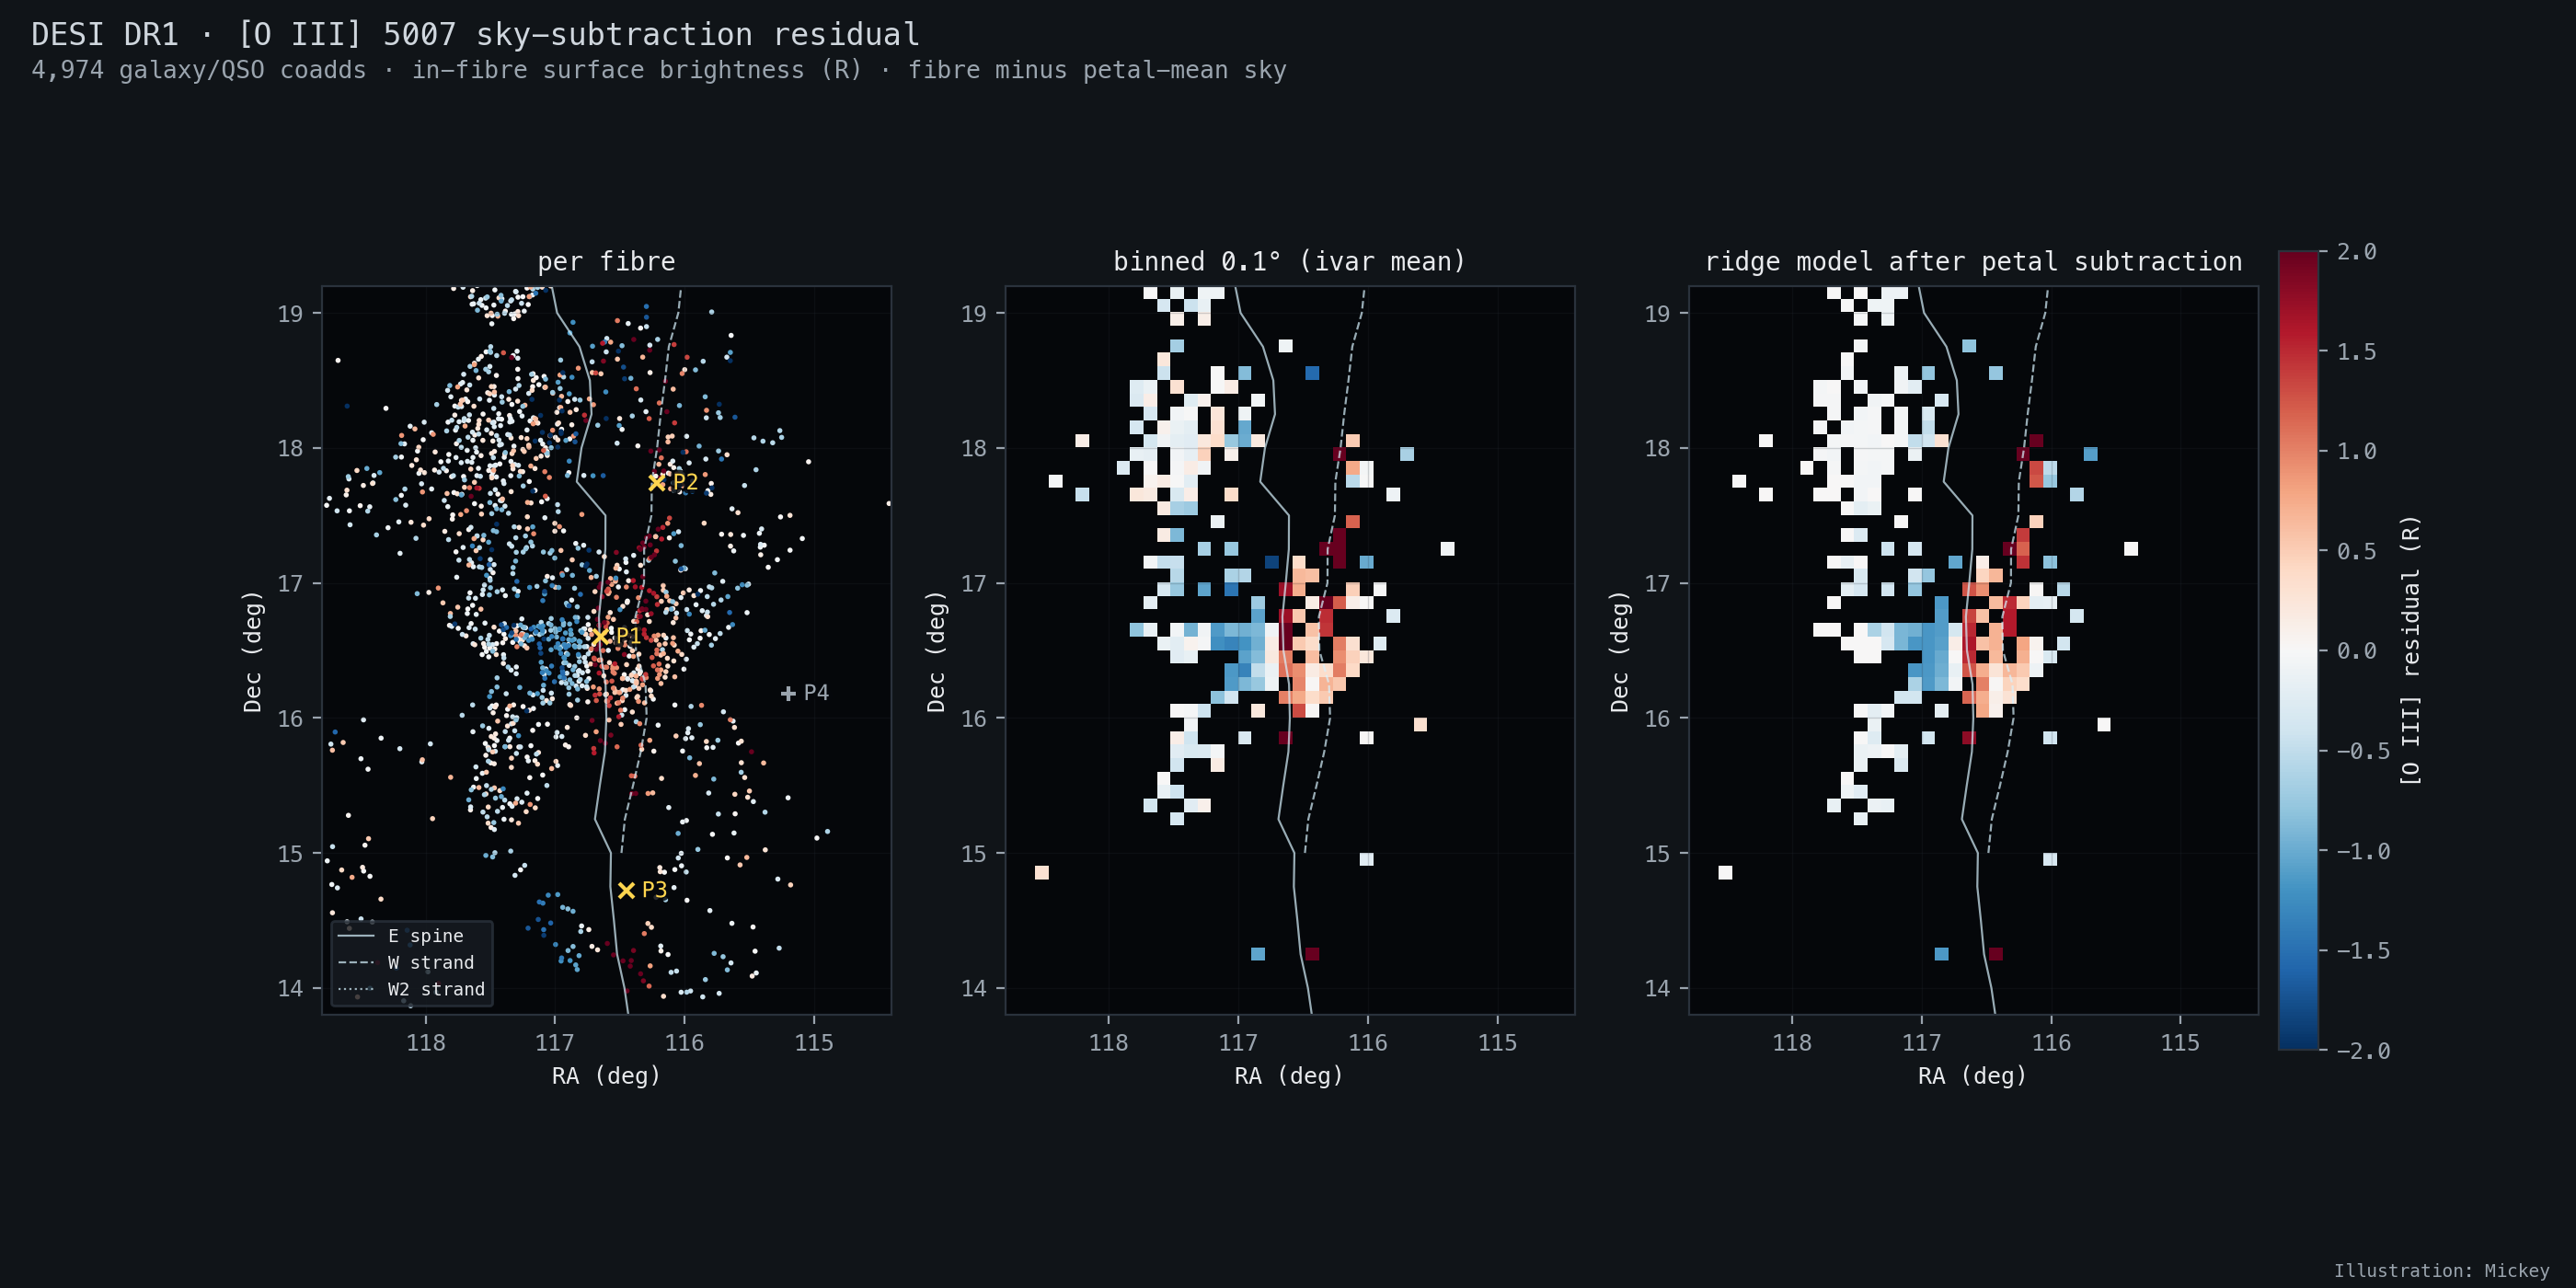 DESI DR1 · [O III] 5007 sky−subtraction residual
4,974 galaxy/QSO coadds · in−fibre surface brightness (R) · fibre minus petal−mean sky
per fibre
19
18
17
16
15
14
Dec (deg)
P2
P1
P4
P3
E spine
W strand
W2 strand
118
117
116
115
RA (deg)
binned 0.1° (ivar mean)
19
18
17
16
15
14
Dec (deg)
118
117
116
115
RA (deg)
ridge model after petal subtraction
19
18
17
16
15
14
Dec (deg)
118
117
116
115
RA (deg)
2.0
1.5
1.0
0.5
0.0
−0.5
−1.0
−1.5
−2.0
[O III] residual (R)
Illustration: Mickey